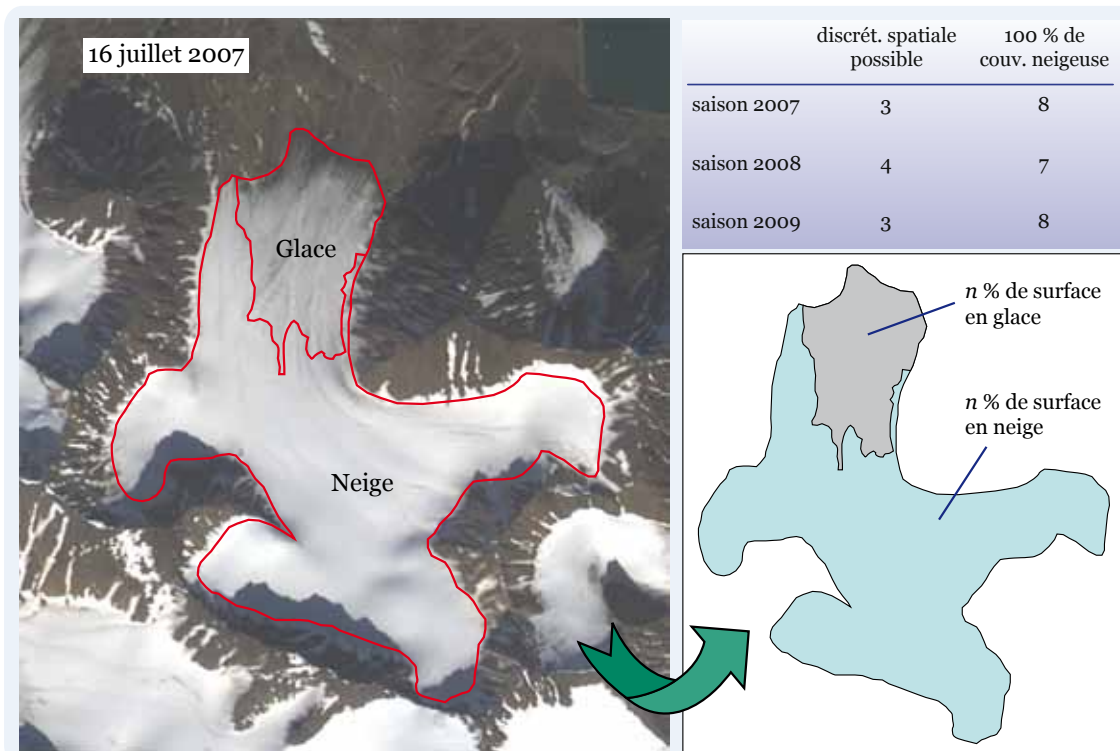 16 juillet 2007
Glace
Neige
discrét. spatiale 100 % de
possible couv. neigeuse
saison 2007 3 8
saison 2008 4 7
saison 2009 3 8
n % de surface
en glace
n % de surface
en neige